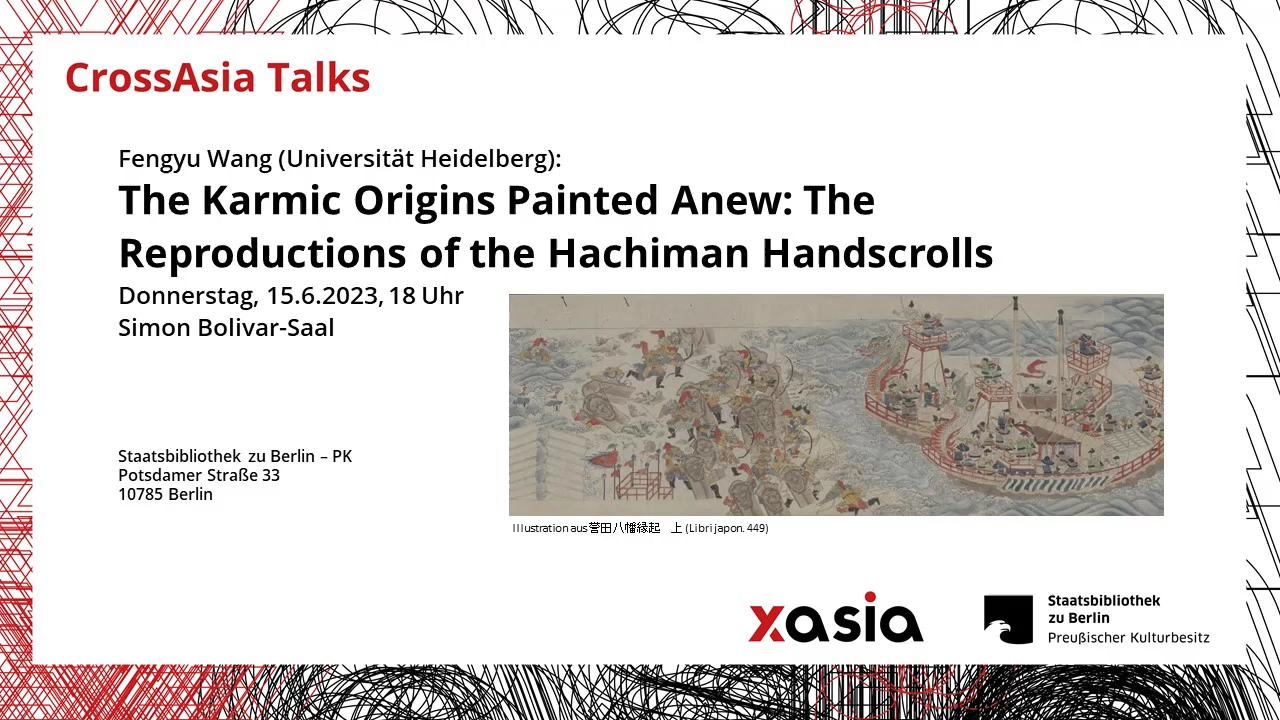 CrossAsia Talks
Fengyu Wang (Universität Heidelberg):
The Karmic Origins Painted Anew: The
Reproductions of the Hachiman Handscrolls
Donnerstag, 15.6.2023, 18 Uhr
Simon Bolivar-Saal
Staatsbibliothek zu Berlin – PK
Potsdamer Straße 33
10785 Berlin
Illustration aus 誉田八幡縁起 上 (Libri japon. 449)
xasia
Staatsbibliothek
zu Berlin
Preußischer Kulturbesitz